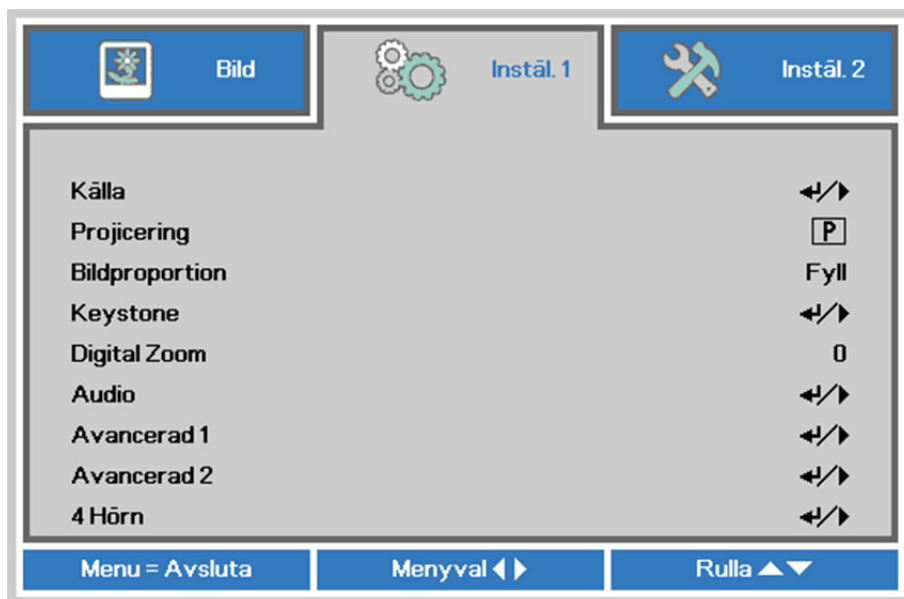 Bild
Instäl. 1
Instäl. 2
Källa ↵/▶
Projicering P
Bildproportion Fyll
Keystone ↵/▶
Digital Zoom 0
Audio ↵/▶
Avancerad 1 ↵/▶
Avancerad 2 ↵/▶
4 Hörn ↵/▶
Menu = Avsluta
Menyval ◀▶
Rulla ▲▼